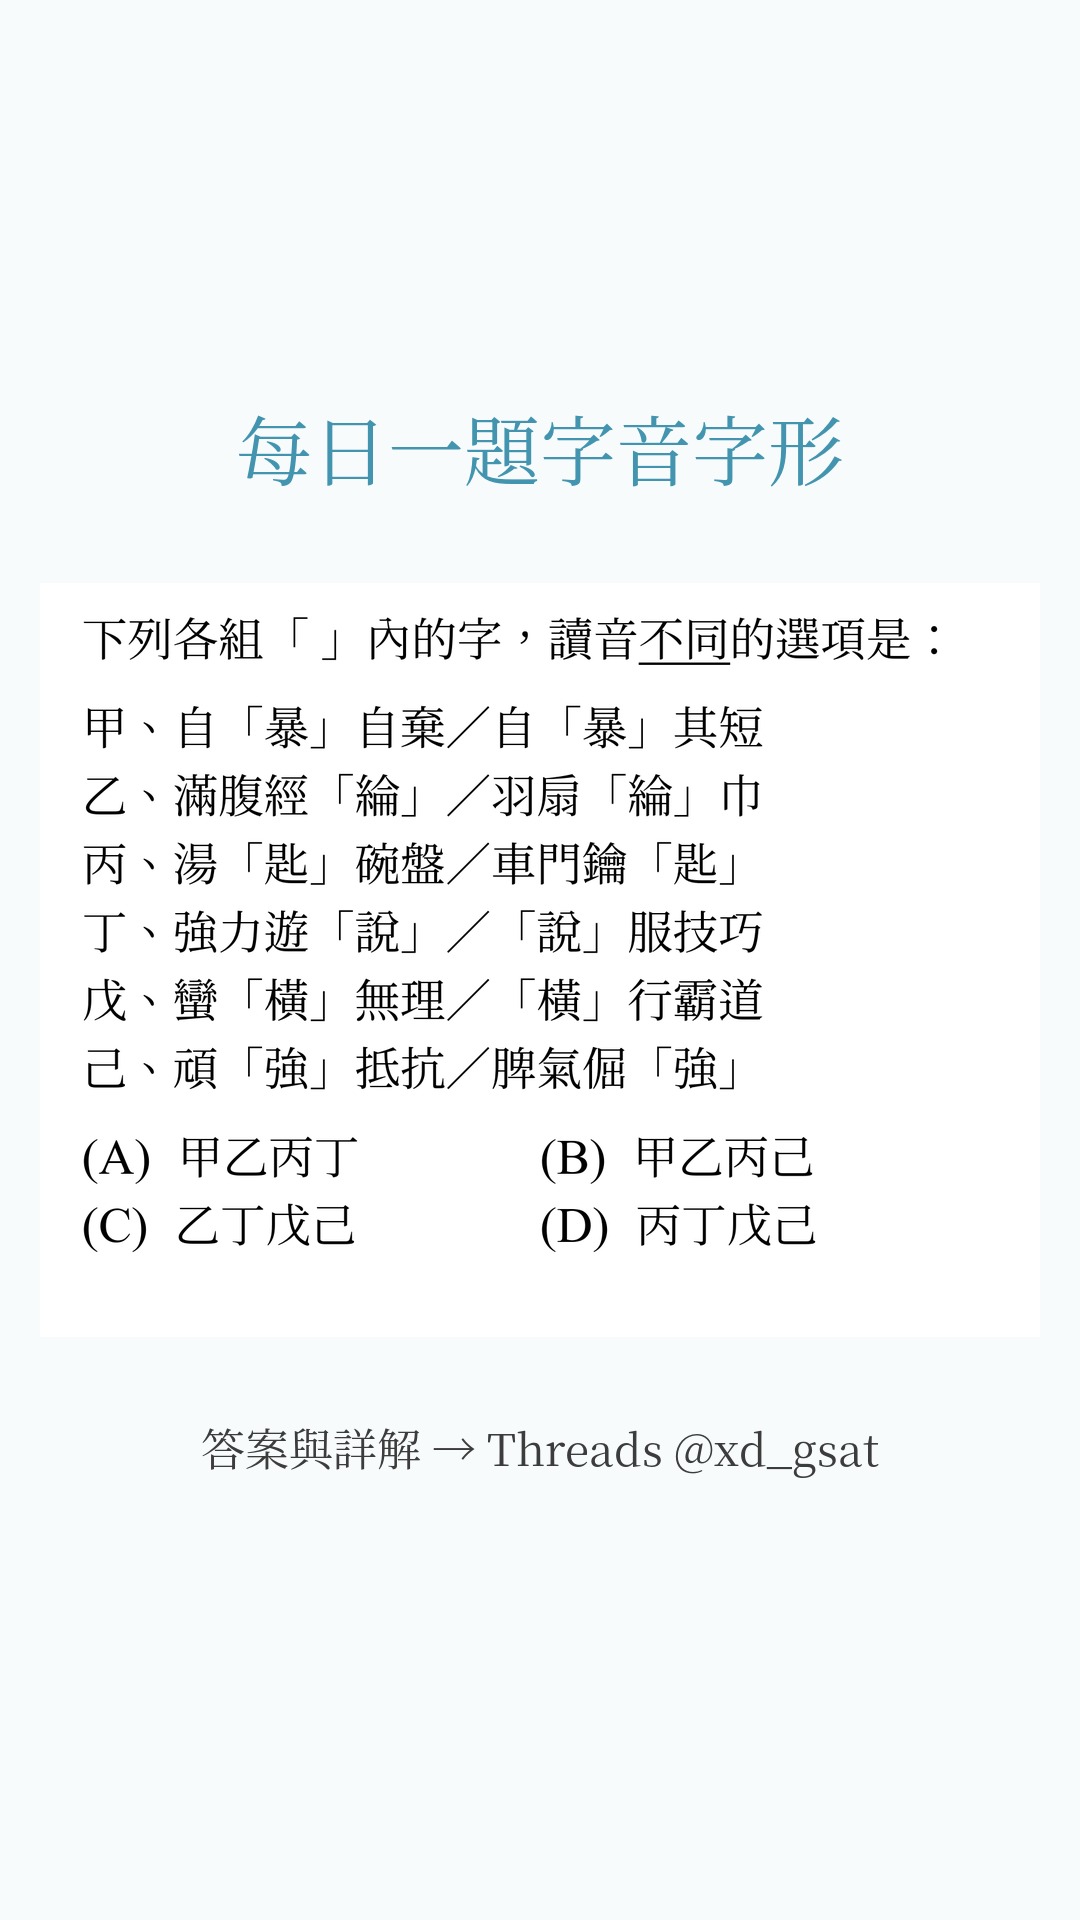 每日一題字音字形
下列各組「 」內的字，讀音不同的選項是：
甲、自「暴」自棄／自「暴」其短
乙、滿腹經「綸」／羽扇「綸」巾
丙、湯「匙」碗盤／車門鑰「匙」
丁、強力遊「說」／「說」服技巧
戊、蠻「橫」無理／「橫」行霸道
己、頑「強」抵抗／脾氣倔「強」
(A) 甲乙丙丁 (B) 甲乙丙己
(C) 乙丁戊己 (D) 丙丁戊己
答案與詳解 → Threads @xd_gsat